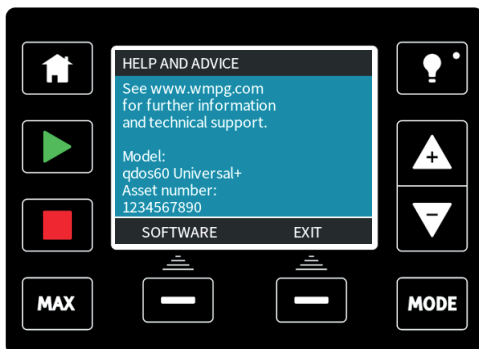 HELP AND ADVICE
See www.wmpg.com
for further information
and technical support.
Model:
qdos60 Universal+
Asset number:
1234567890
SOFTWARE EXIT
+
−
MAX
MODE